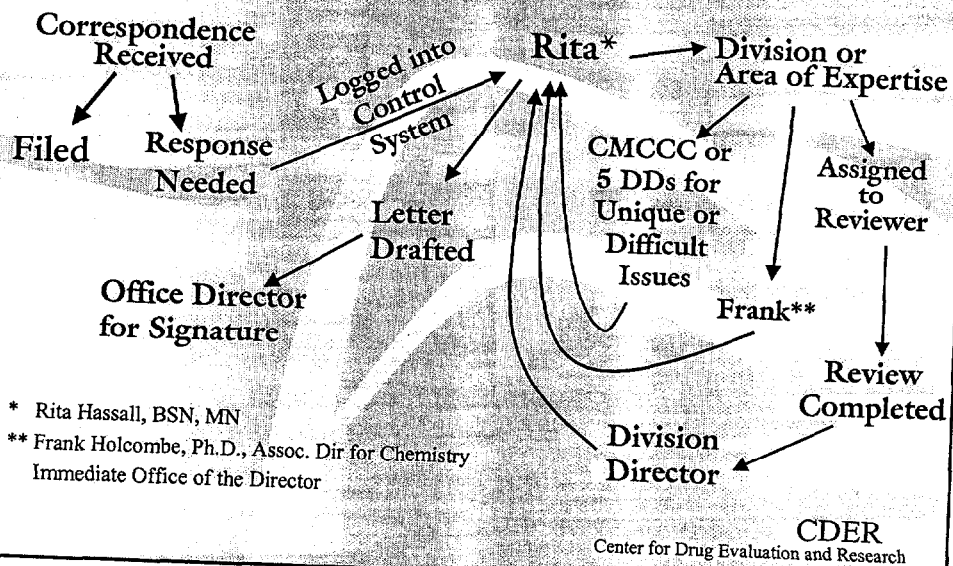 Correspondence
Received
Filed
Response
Needed
Logged into
Control
System
Rita*
Division or
Area of Expertise
CMCCC or
5 DDs for
Unique or
Difficult
Issues
Assigned
to
Reviewer
Letter
Drafted
Office Director
for Signature
Frank**
Review
Completed
Division
Director
* Rita Hassall, BSN, MN
** Frank Holcombe, Ph.D., Assoc. Dir for Chemistry
Immediate Office of the Director
CDER
Center for Drug Evaluation and Research